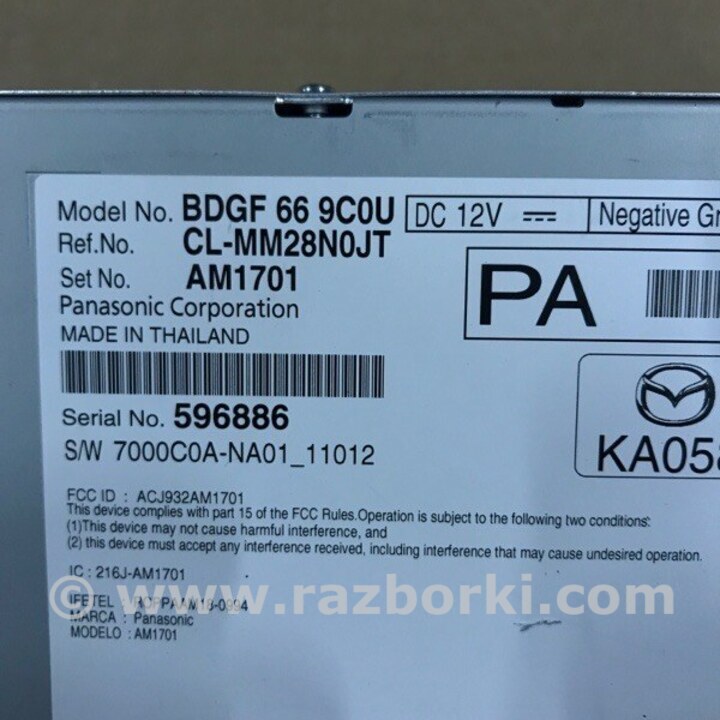 Model No. BDGF 66 9C0U DC 12V Negative
Ref.No. CL-MM28N0JT
Set No. AM1701 PA
Panasonic Corporation
MADE IN THAILAND
Serial No. 596886
S/W 7000C0A-NA01_11012 KA058
FCC ID : ACJ932AM1701
This device complies with part 15 of the FCC Rules.Operation is subject to the following two conditions:
(1)This device may not cause harmful interference, and
(2) this device must accept any interference received, including interference that may cause undesired operation.
IC : 216J-AM1701
© www.razborki.com
IFETEL :
MARCA : Panasonic
MODELO : AM1701